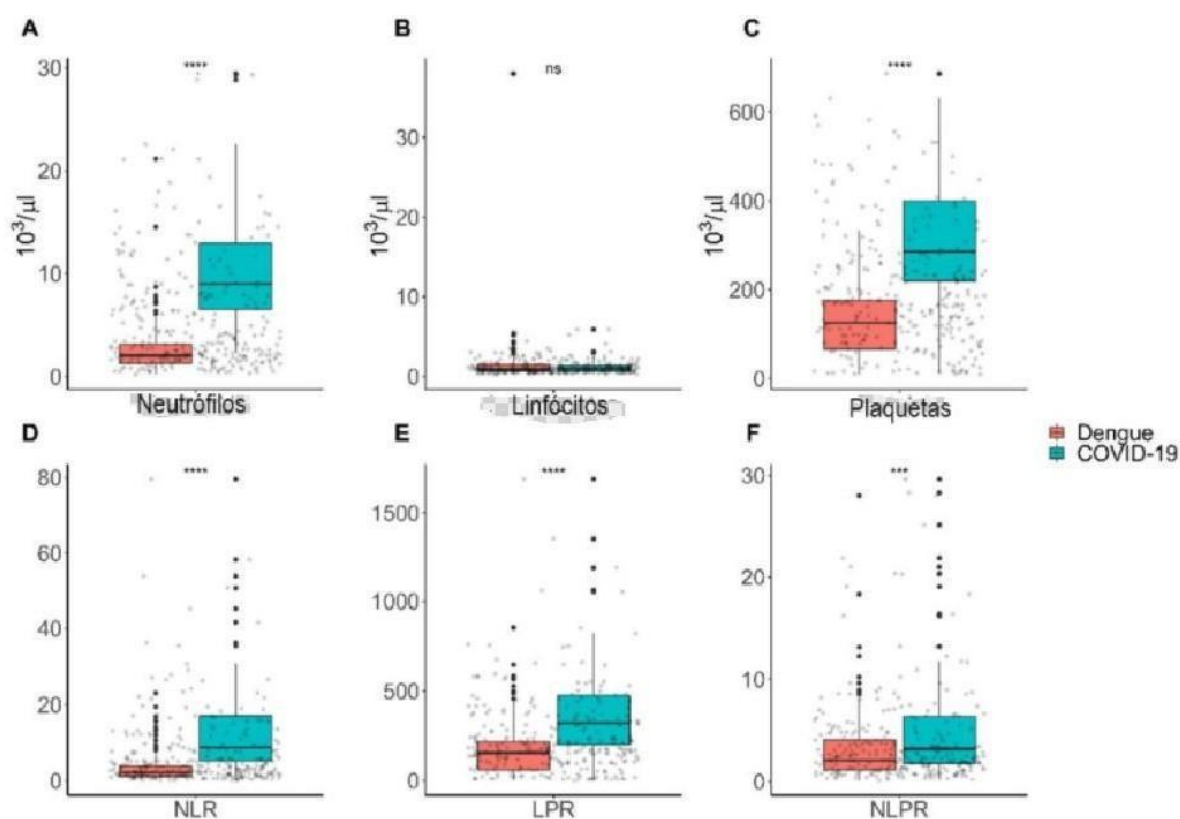 A
B
C
30
20
10
0
10³/µl
****
Neutrófilos
30
20
10
0
10³/µl
ns
Linfócitos
600
400
200
0
10³/µl
****
Plaquetas
Dengue
COVID-19
D
E
F
80
60
40
20
0
****
NLR
1500
1000
500
0
****
LPR
30
20
10
0
***
NLPR